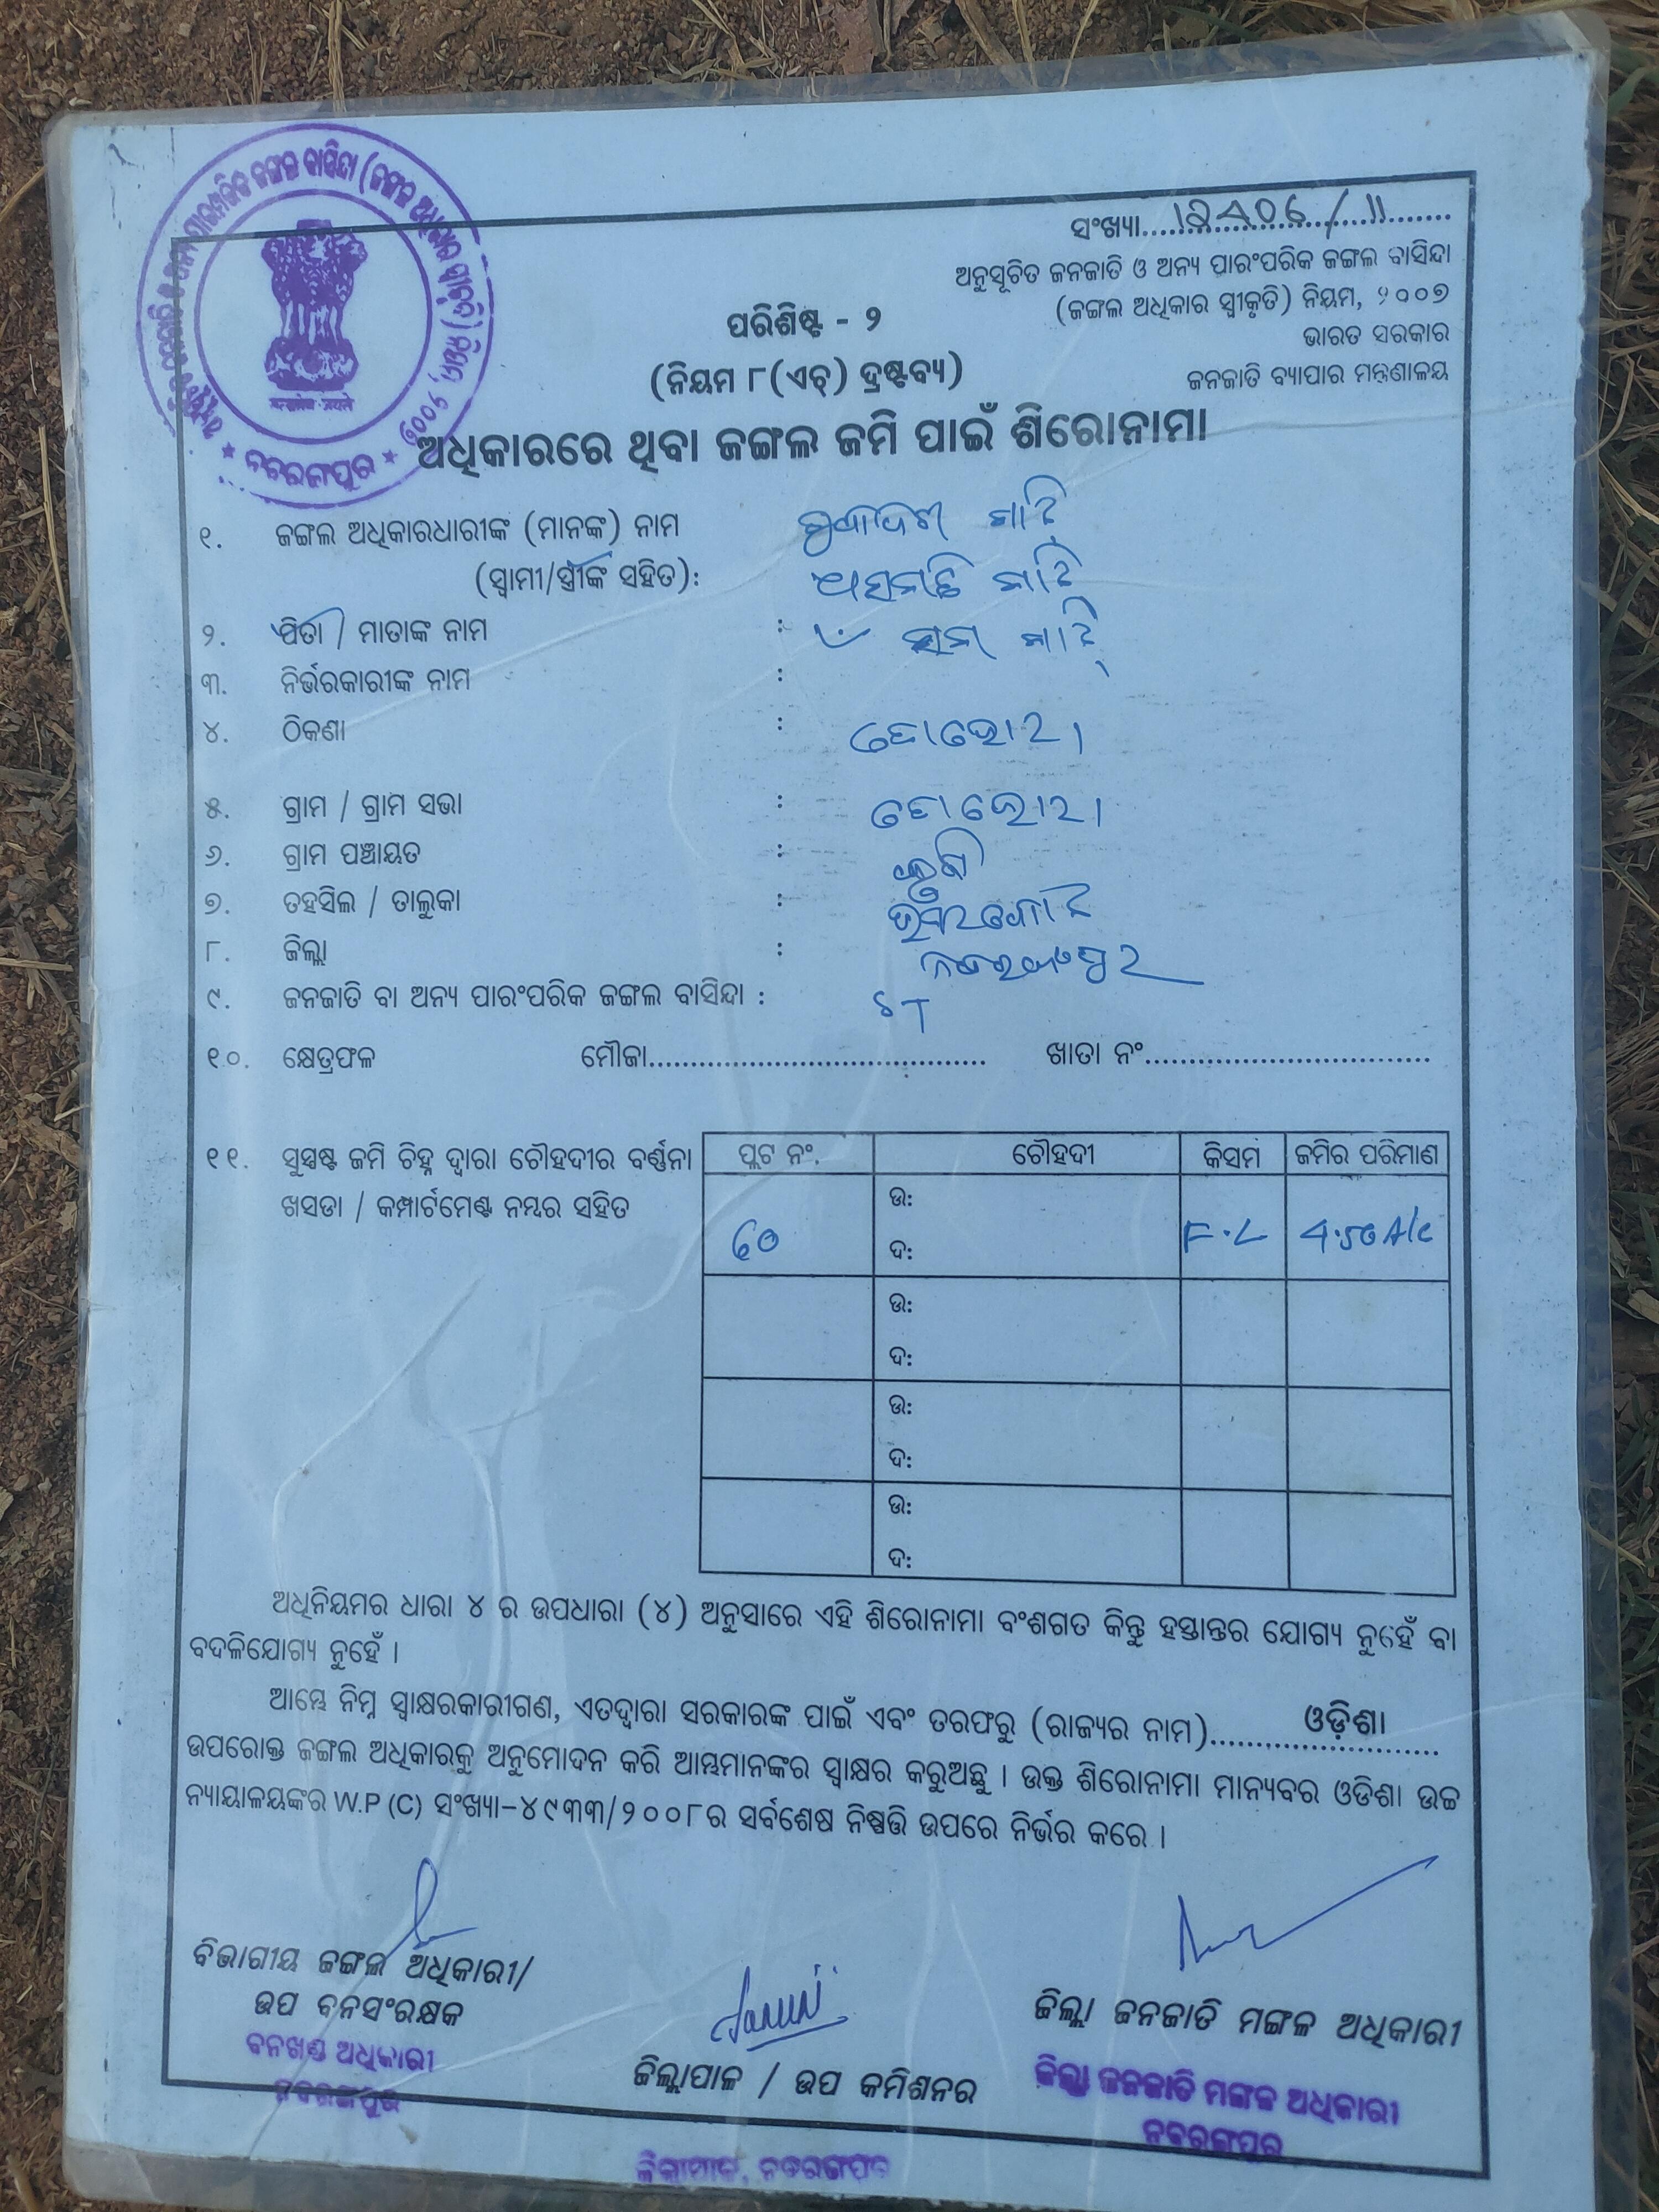 ସଂଖ୍ୟା
ଅନୁସୂଚିତ ଜନଜାତି ଓ ଅନ୍ୟ ପାରଂପରିକ ଜଙ୍ଗଲ ବାସିନ୍ଦା
(ଜଙ୍ଗଲ ଅଧିକାର ସ୍ୱୀକୃତି) ନିୟମ, ୨୦୦୭
ଭାରତ ସରକାର
ଜନଜାତି ବ୍ୟାପାର ମନ୍ତ୍ରଣାଳୟ
ପରିଶିଷ୍ଟ - ୨
(ନିୟମ ୮(ଏଚ୍) ଦ୍ରଷ୍ଟବ୍ୟ)
ଅଧିକାରରେ ଥିବା ଜଙ୍ଗଲ ଜମି ପାଇଁ ଶିରୋନାମା
୧. ଜଙ୍ଗଲ ଅଧିକାରଧାରୀଙ୍କ (ମାନଙ୍କ) ନାମ
(ସ୍ୱାମୀ/ସ୍ତ୍ରୀଙ୍କ ସହିତ):
୨. ପିତା / ମାତାଙ୍କ ନାମ :
୩. ନିର୍ଭରକାରୀଙ୍କ ନାମ :
୪. ଠିକଣା :
୫. ଗ୍ରାମ / ଗ୍ରାମ ସଭା :
୬. ଗ୍ରାମ ପଞ୍ଚାୟତ :
୭. ତହସିଲ / ତାଲୁକା :
୮. ଜିଲ୍ଲା :
୯. ଜନଜାତି ବା ଅନ୍ୟ ପାରଂପରିକ ଜଙ୍ଗଲ ବାସିନ୍ଦା : ST
୧୦. କ୍ଷେତ୍ରଫଳ ମୌଜା........................................ ଖାତା ନଂ..................................
୧୧. ସୁସ୍ପଷ୍ଟ ଜମି ଚିହ୍ନ ଦ୍ୱାରା ଚୌହଦୀର ବର୍ଣ୍ଣନା
ଖସଡା / କମ୍ପାର୍ଟମେଣ୍ଟ ନମ୍ବର ସହିତ
ପ୍ଲଟ ନଂ. ଚୌହଦୀ କିସମ ଜମିର ପରିମାଣ
ଉ:
ଦ: F.L
ଉ:
ଦ:
ଉ:
ଦ:
ଉ:
ଦ:
ଅଧିନିୟମର ଧାରା ୪ ର ଉପଧାରା (୪) ଅନୁସାରେ ଏହି ଶିରୋନାମା ବଂଶଗତ କିନ୍ତୁ ହସ୍ତାନ୍ତର ଯୋଗ୍ୟ ନୁହେଁ ବା
ବଦଳିଯୋଗ୍ୟ ନୁହେଁ ।
ଆମ୍ଭେ ନିମ୍ନ ସ୍ୱାକ୍ଷରକାରୀଗଣ, ଏତଦ୍ୱାରା ସରକାରଙ୍କ ପାଇଁ ଏବଂ ତରଫରୁ (ରାଜ୍ୟର ନାମ)......ଓଡ଼ିଶା......
ଉପରୋକ୍ତ ଜଙ୍ଗଲ ଅଧିକାରକୁ ଅନୁମୋଦନ କରି ଆମ୍ଭମାନଙ୍କର ସ୍ୱାକ୍ଷର କରୁଅଛୁ । ଉକ୍ତ ଶିରୋନାମା ମାନ୍ୟବର ଓଡିଶା ଉଚ୍ଚ
ନ୍ୟାୟାଳୟଙ୍କର W.P (C) ସଂଖ୍ୟା-୪୯୩୩/୨୦୦୮ର ସର୍ବଶେଷ ନିଷ୍ପତ୍ତି ଉପରେ ନିର୍ଭର କରେ ।
ବିଭାଗୀୟ ଜଙ୍ଗଲ ଅଧିକାରୀ/
ଉପ ବନସଂରକ୍ଷକ
ବନଖଣ୍ଡ ଅଧିକାରୀ
ନବରଙ୍ଗପୁର
ଜିଲ୍ଲାପାଳ / ଉପ କମିଶନର
ଜିଲ୍ଲାପାଳ, ନବରଙ୍ଗପୁର
ଜିଲ୍ଲା ଜନଜାତି ମଙ୍ଗଳ ଅଧିକାରୀ
ଜିଲ୍ଲା ଜନଜାତି ମଙ୍ଗଳ ଅଧିକାରୀ
ନବରଙ୍ଗପୁର